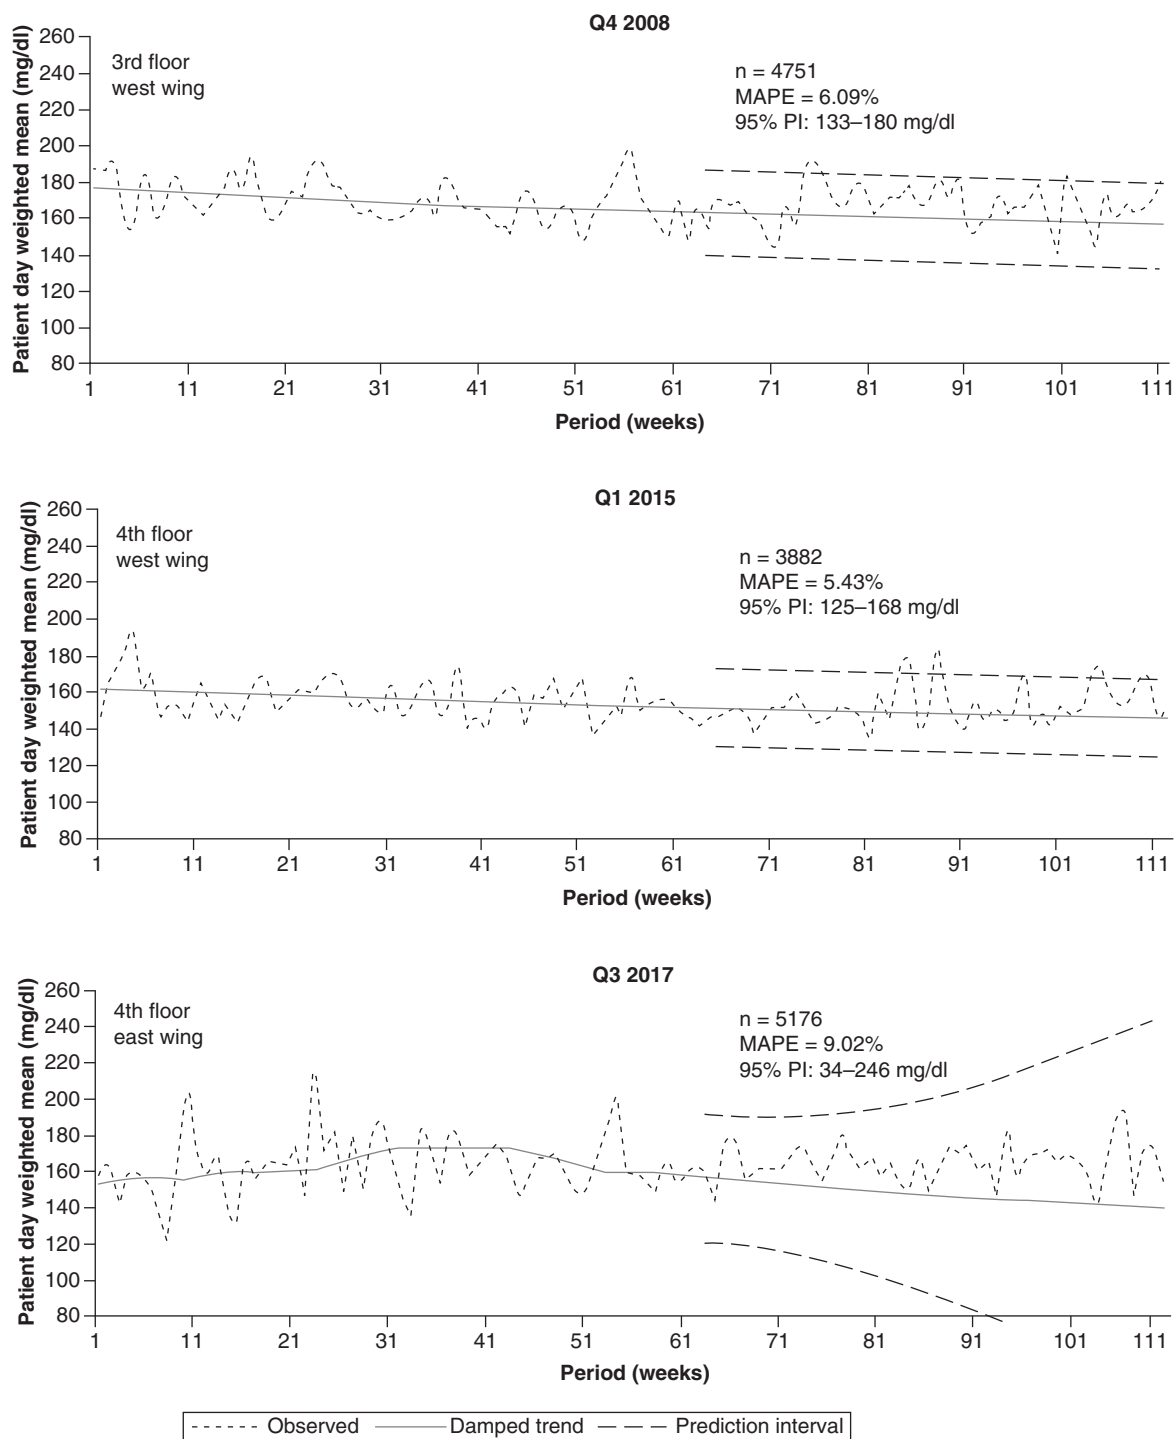 Q4 2008
Patient day weighted mean (mg/dl)
260
240
220
200
180
160
140
120
100
80
3rd floor
west wing
n = 4751
MAPE = 6.09%
95% PI: 133–180 mg/dl
1 11 21 31 41 51 61 71 81 91 101 111
Period (weeks)
Q1 2015
Patient day weighted mean (mg/dl)
260
240
220
200
180
160
140
120
100
80
4th floor
west wing
n = 3882
MAPE = 5.43%
95% PI: 125–168 mg/dl
1 11 21 31 41 51 61 71 81 91 101 111
Period (weeks)
Q3 2017
Patient day weighted mean (mg/dl)
260
240
220
200
180
160
140
120
100
80
4th floor
east wing
n = 5176
MAPE = 9.02%
95% PI: 34–246 mg/dl
1 11 21 31 41 51 61 71 81 91 101 111
Period (weeks)
Observed Damped trend Prediction interval